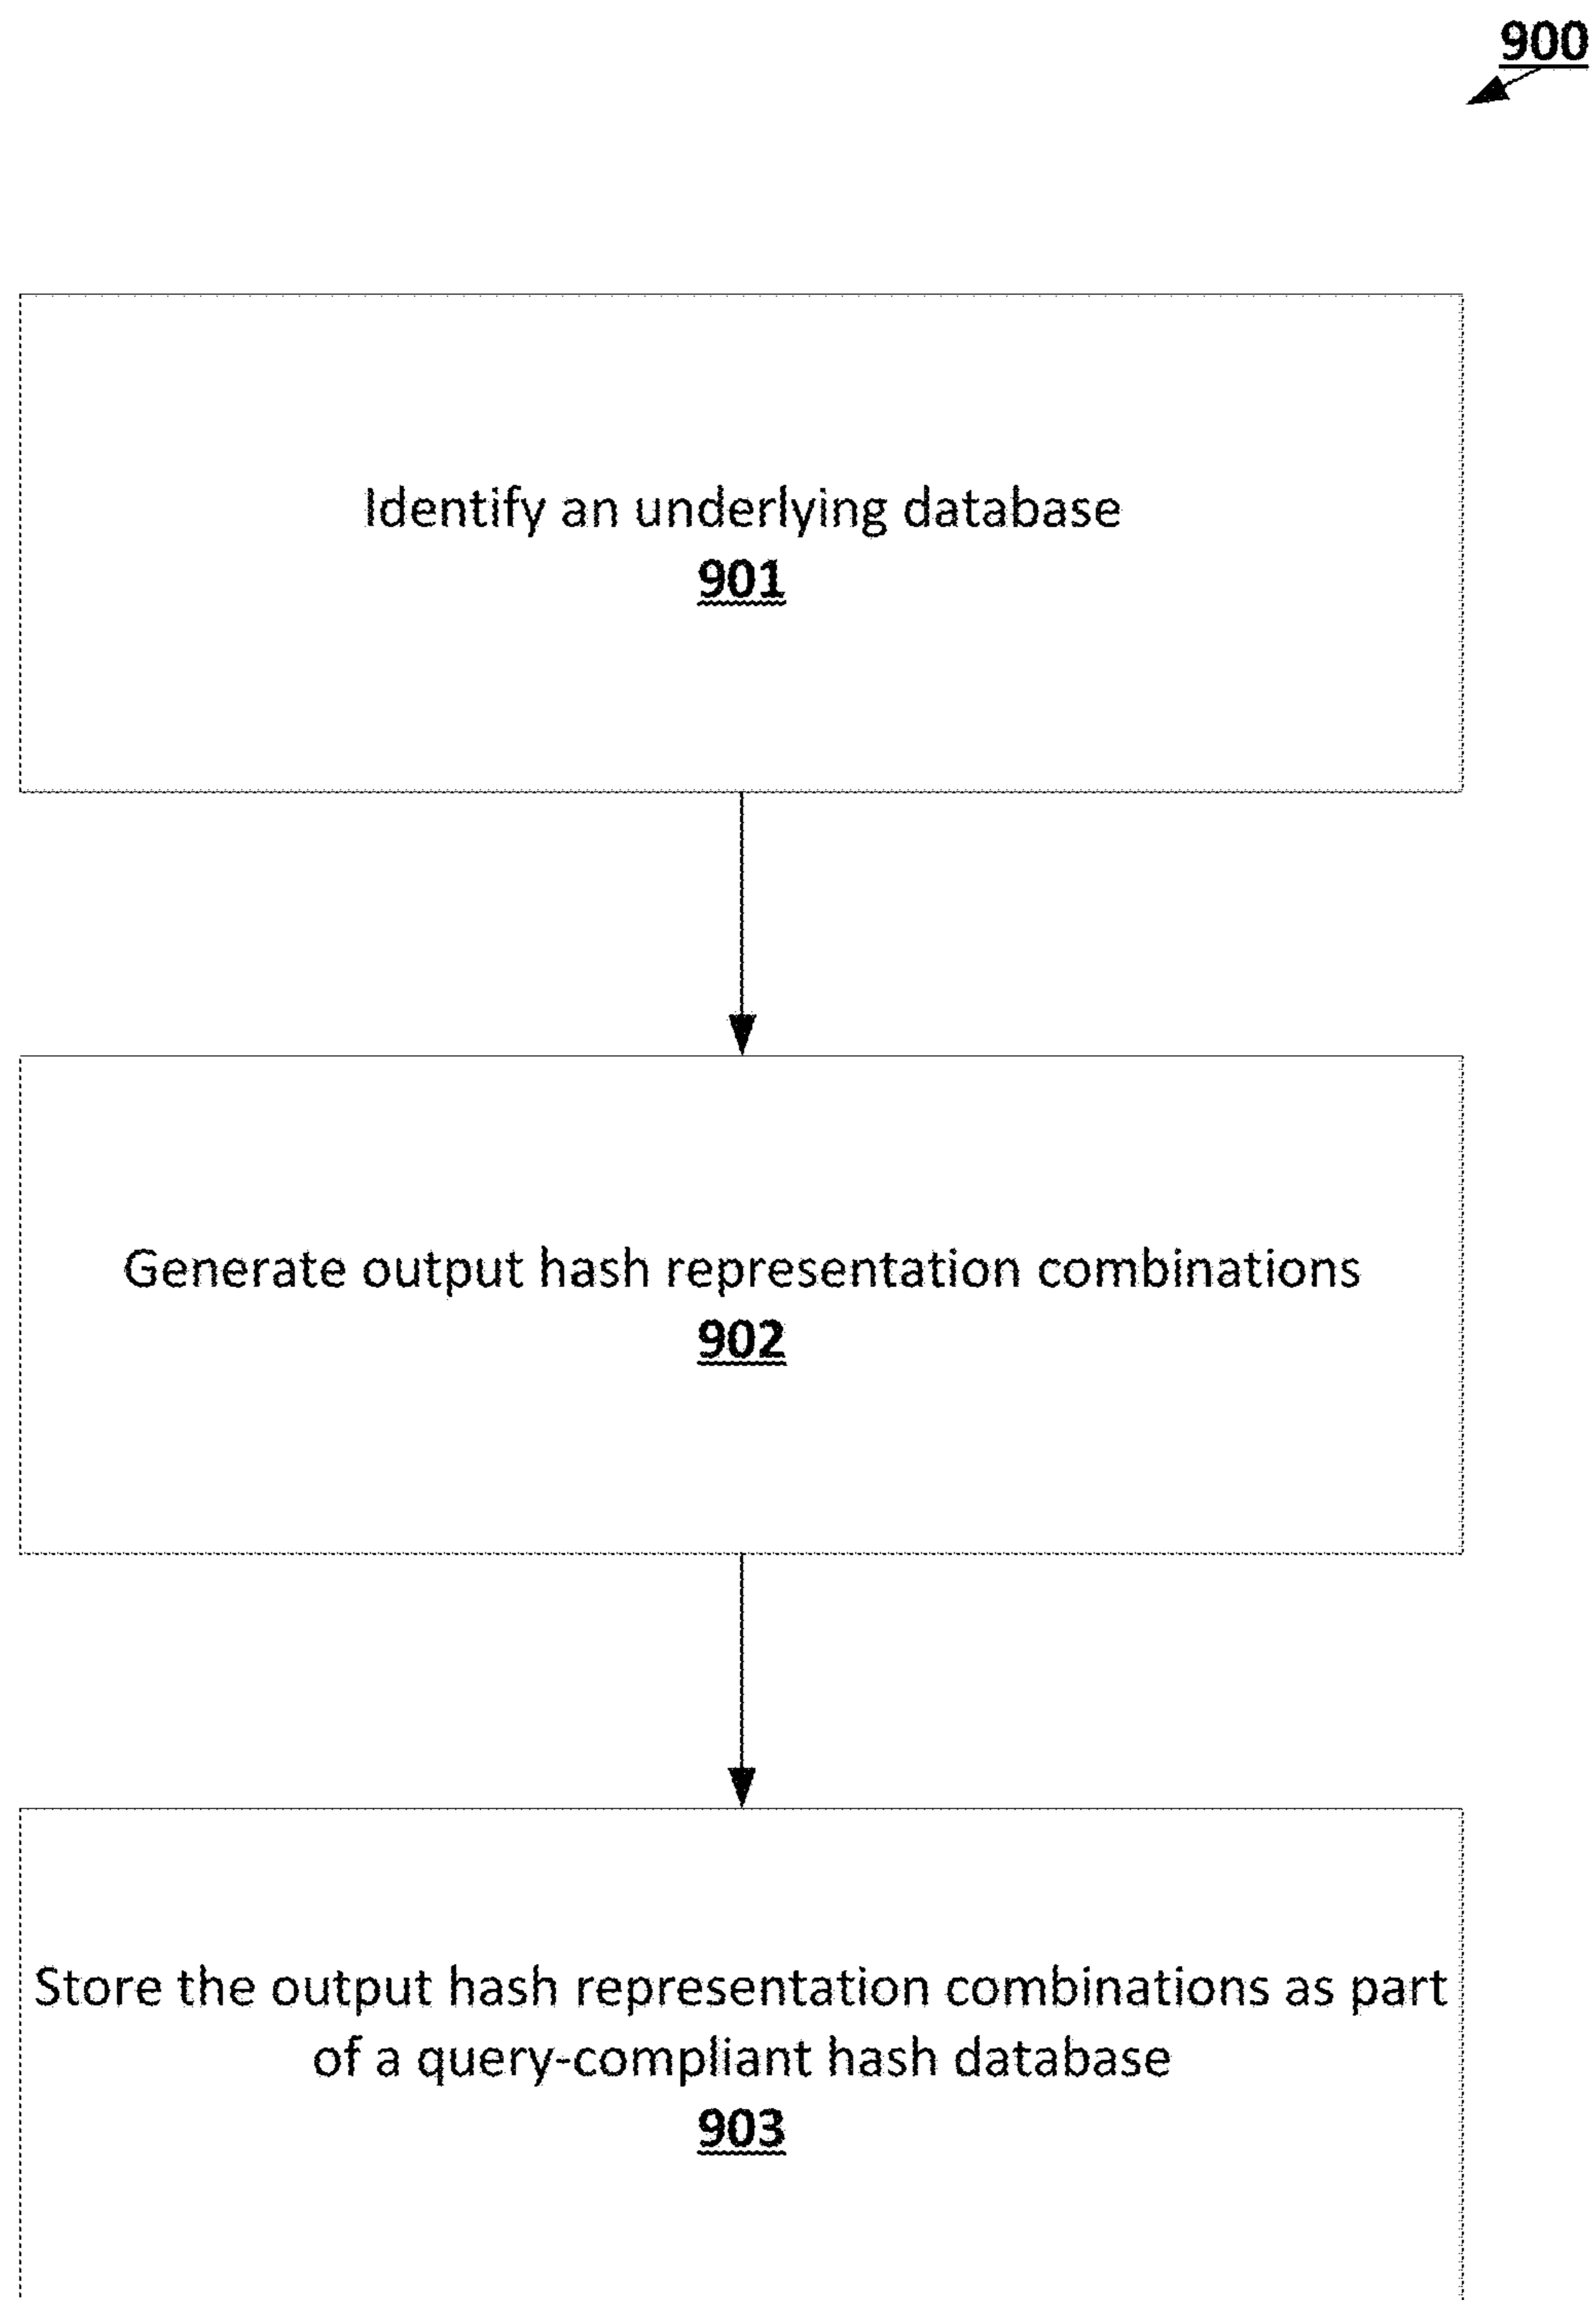 900
Identify an underlying database
901
Generate output hash representation combinations
902
Store the output hash representation combinations as part
of a query-compliant hash database
903